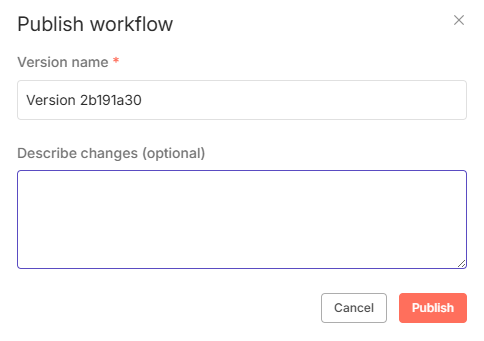 Publish workflow
Version name *
Version 2b191a30
Describe changes (optional)
Cancel Publish